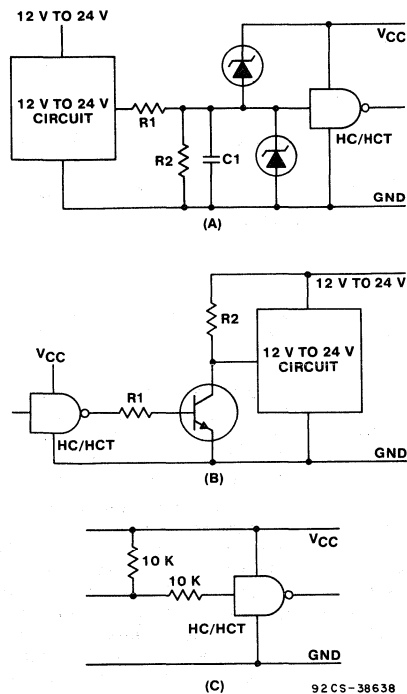 12 V TO 24 V
VCC
12 V TO 24 V
CIRCUIT
R1
HC/HCT
R2
C1
GND
(A)
12 V TO 24 V
R2
12 V TO 24 V
CIRCUIT
VCC
R1
HC/HCT
GND
(B)
VCC
10 K
10 K
HC/HCT
GND
(C)
92CS-38638